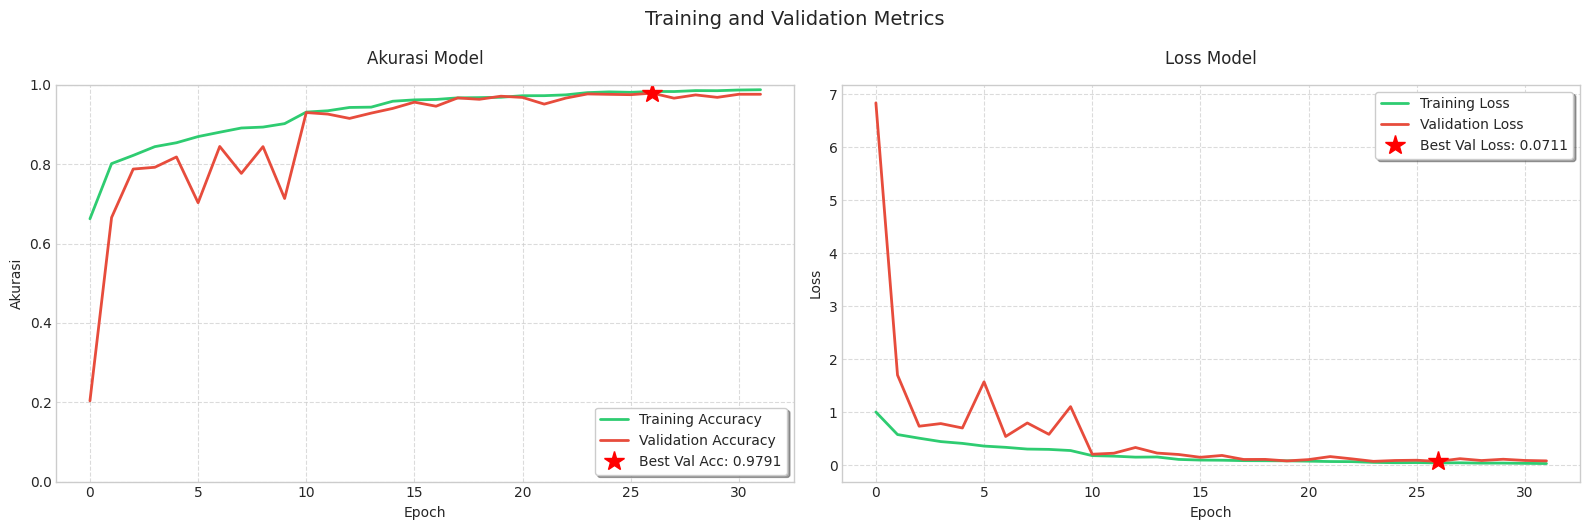 Training and Validation Metrics
Akurasi Model
1.0
0.8
0.6
0.4
0.2
0.0
Akurasi
0 5 10 15 20 25 30
Epoch
Training Accuracy
Validation Accuracy
Best Val Acc: 0.9791
Loss Model
7
6
5
4
3
2
1
0
Loss
0 5 10 15 20 25 30
Epoch
Training Loss
Validation Loss
Best Val Loss: 0.0711